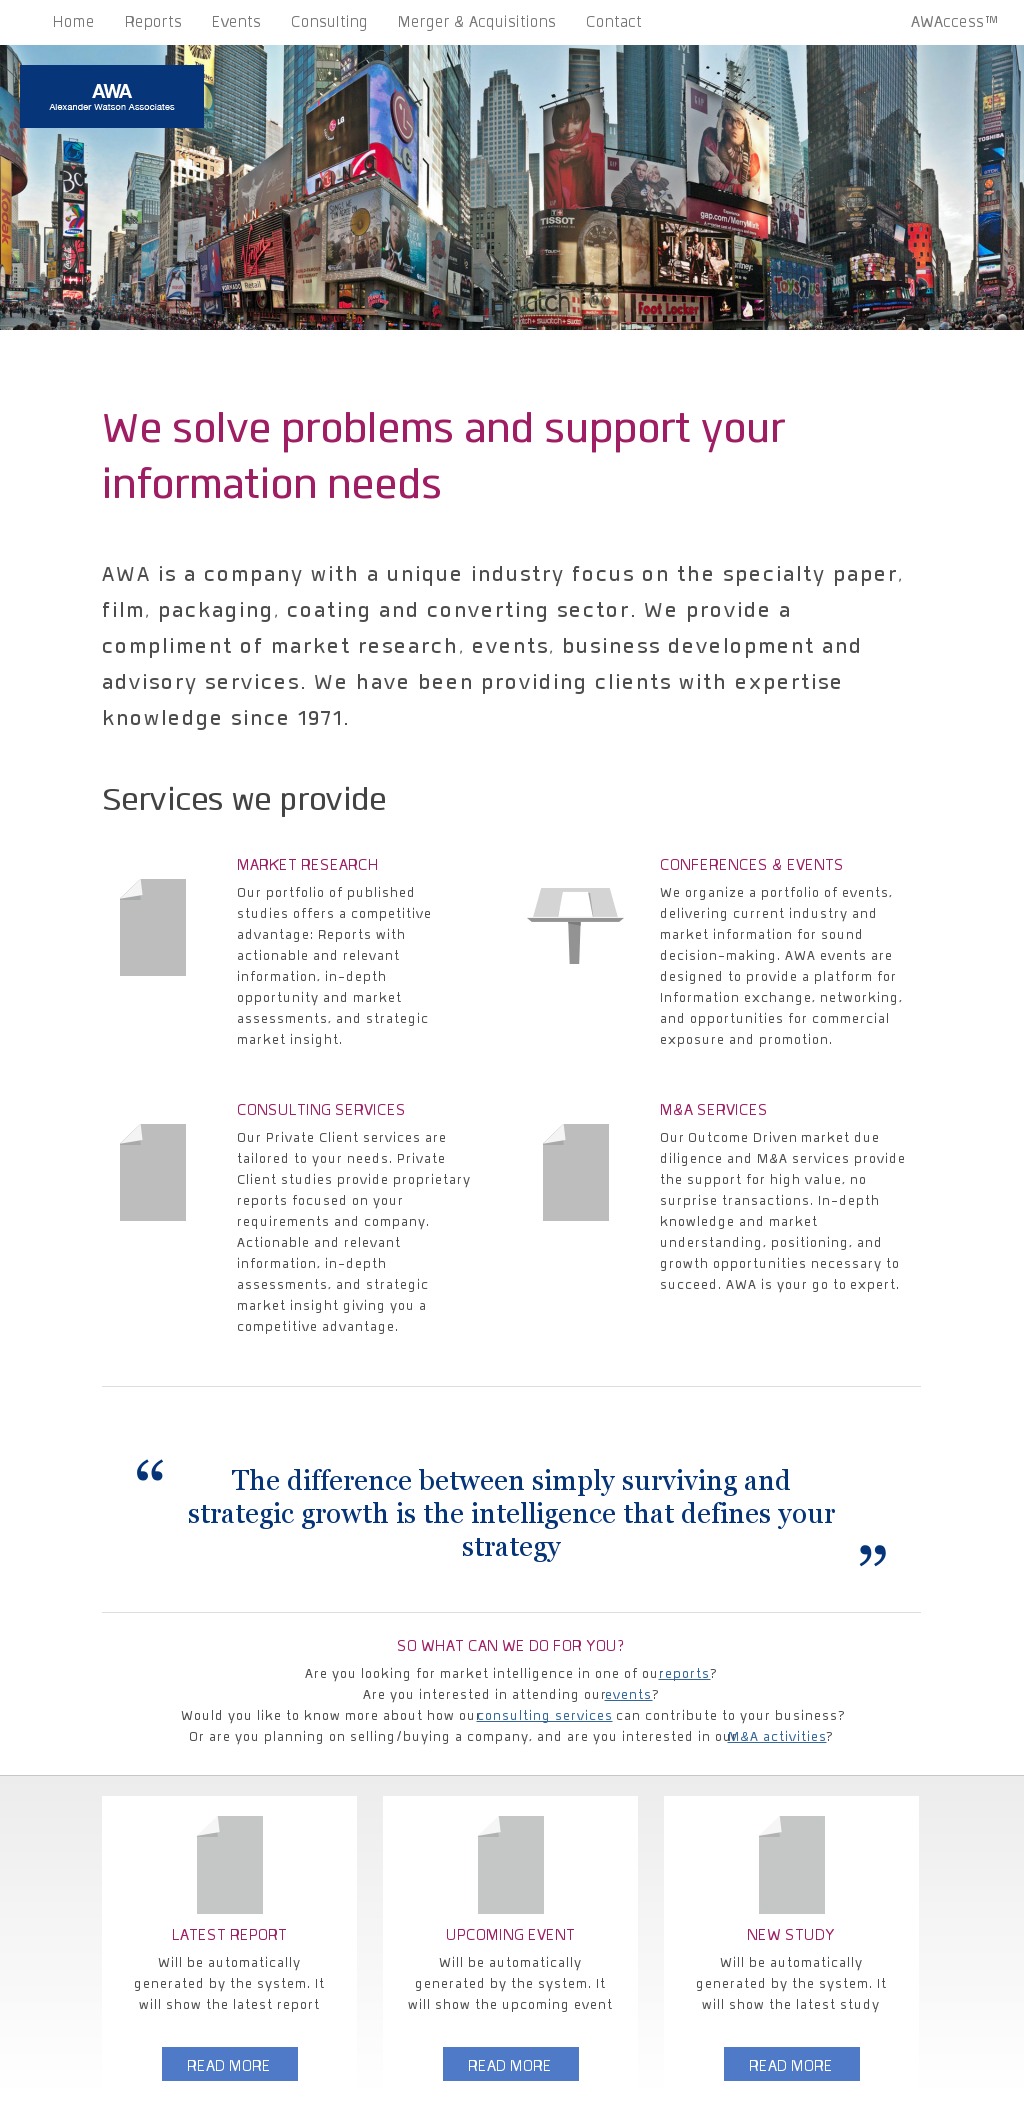 Home Reports Events Consulting Merger & Acquisitions Contact AWAccess™
AWA
Alexander Watson Associates
LG
LG
GAP
GAP
TOSHIBA
TISSOT
gap.com/MerryMixIt
Virgin
Retail
Toys R Us
swatch
foot Locker
We solve problems and support your
information needs
AWA is a company with a unique industry focus on the specialty paper,
film, packaging, coating and converting sector. We provide a
compliment of market research, events, business development and
advisory services. We have been providing clients with expertise
knowledge since 1971.
Services we provide
MARKET RESEARCH
Our portfolio of published
studies offers a competitive
advantage: Reports with
actionable and relevant
information, in-depth
opportunity and market
assessments, and strategic
market insight.
CONFERENCES & EVENTS
We organize a portfolio of events,
delivering current industry and
market information for sound
decision-making. AWA events are
designed to provide a platform for
Information exchange, networking,
and opportunities for commercial
exposure and promotion.
CONSULTING SERVICES
Our Private Client services are
tailored to your needs. Private
Client studies provide proprietary
reports focused on your
requirements and company.
Actionable and relevant
information, in-depth
assessments, and strategic
market insight giving you a
competitive advantage.
M&A SERVICES
Our Outcome Driven market due
diligence and M&A services provide
the support for high value, no
surprise transactions. In-depth
knowledge and market
understanding, positioning, and
growth opportunities necessary to
succeed. AWA is your go to expert.
“ The difference between simply surviving and
strategic growth is the intelligence that defines your
strategy ”
SO WHAT CAN WE DO FOR YOU?
Are you looking for market intelligence in one of our reports?
Are you interested in attending our events?
Would you like to know more about how our consulting services can contribute to your business?
Or are you planning on selling/buying a company, and are you interested in our M&A activities?
LATEST REPORT
Will be automatically
generated by the system. It
will show the latest report
READ MORE
UPCOMING EVENT
Will be automatically
generated by the system. It
will show the upcoming event
READ MORE
NEW STUDY
Will be automatically
generated by the system. It
will show the latest study
READ MORE